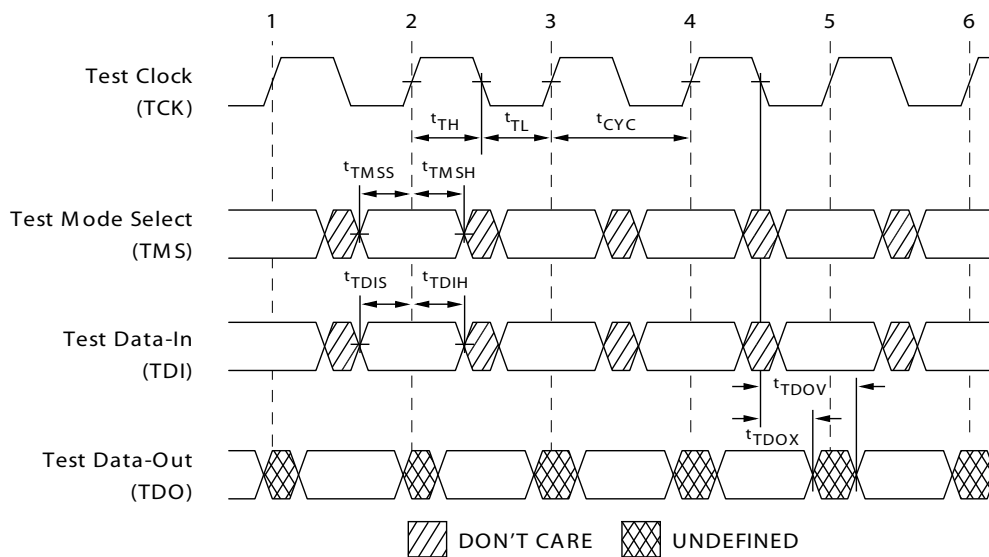 1 2 3 4 5 6
Test Clock
(TCK)
tTH tTL tCYC
tTMSS tTMSH
Test Mode Select
(TMS)
tTDIS tTDIH
Test Data-In
(TDI)
tTDOV
tTDOX
Test Data-Out
(TDO)
DON'T CARE UNDEFINED